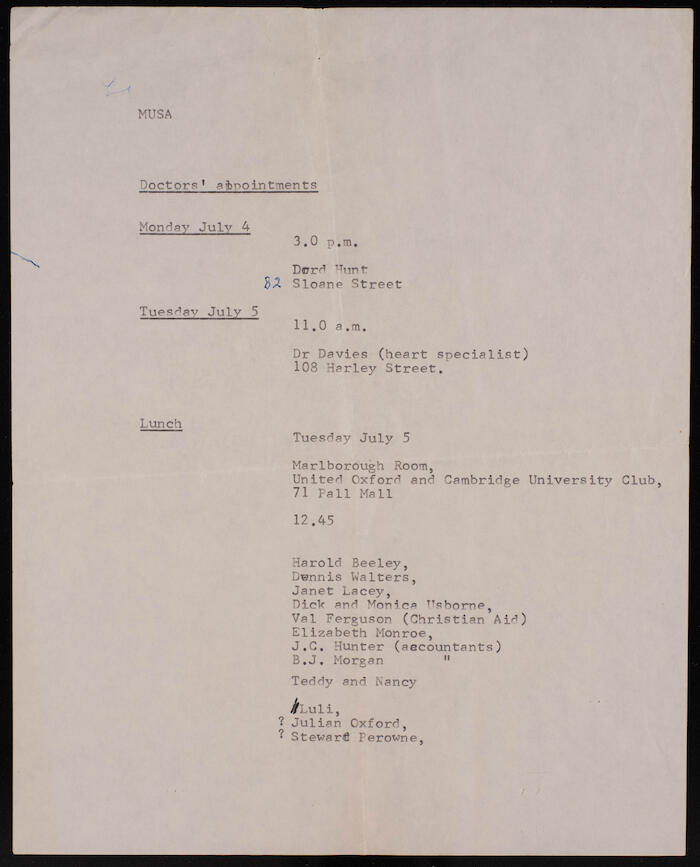 MUSA
Doctors' appointments
Monday July 4
3.0 p.m.
Lord Hunt
82 Sloane Street
Tuesday July 5
11.0 a.m.
Dr Davies (heart specialist)
108 Harley Street.
Lunch
Tuesday July 5
Marlborough Room,
United Oxford and Cambridge University Club,
71 Pall Mall
12.45
Harold Beeley,
Dennis Walters,
Janet Lacey,
Dick and Monica Usborne,
Val Ferguson (Christian Aid)
Elizabeth Monroe,
J.C. Hunter (accountants)
B.J. Morgan "
Teddy and Nancy
Luli,
? Julian Oxford,
? Steward Perowne,